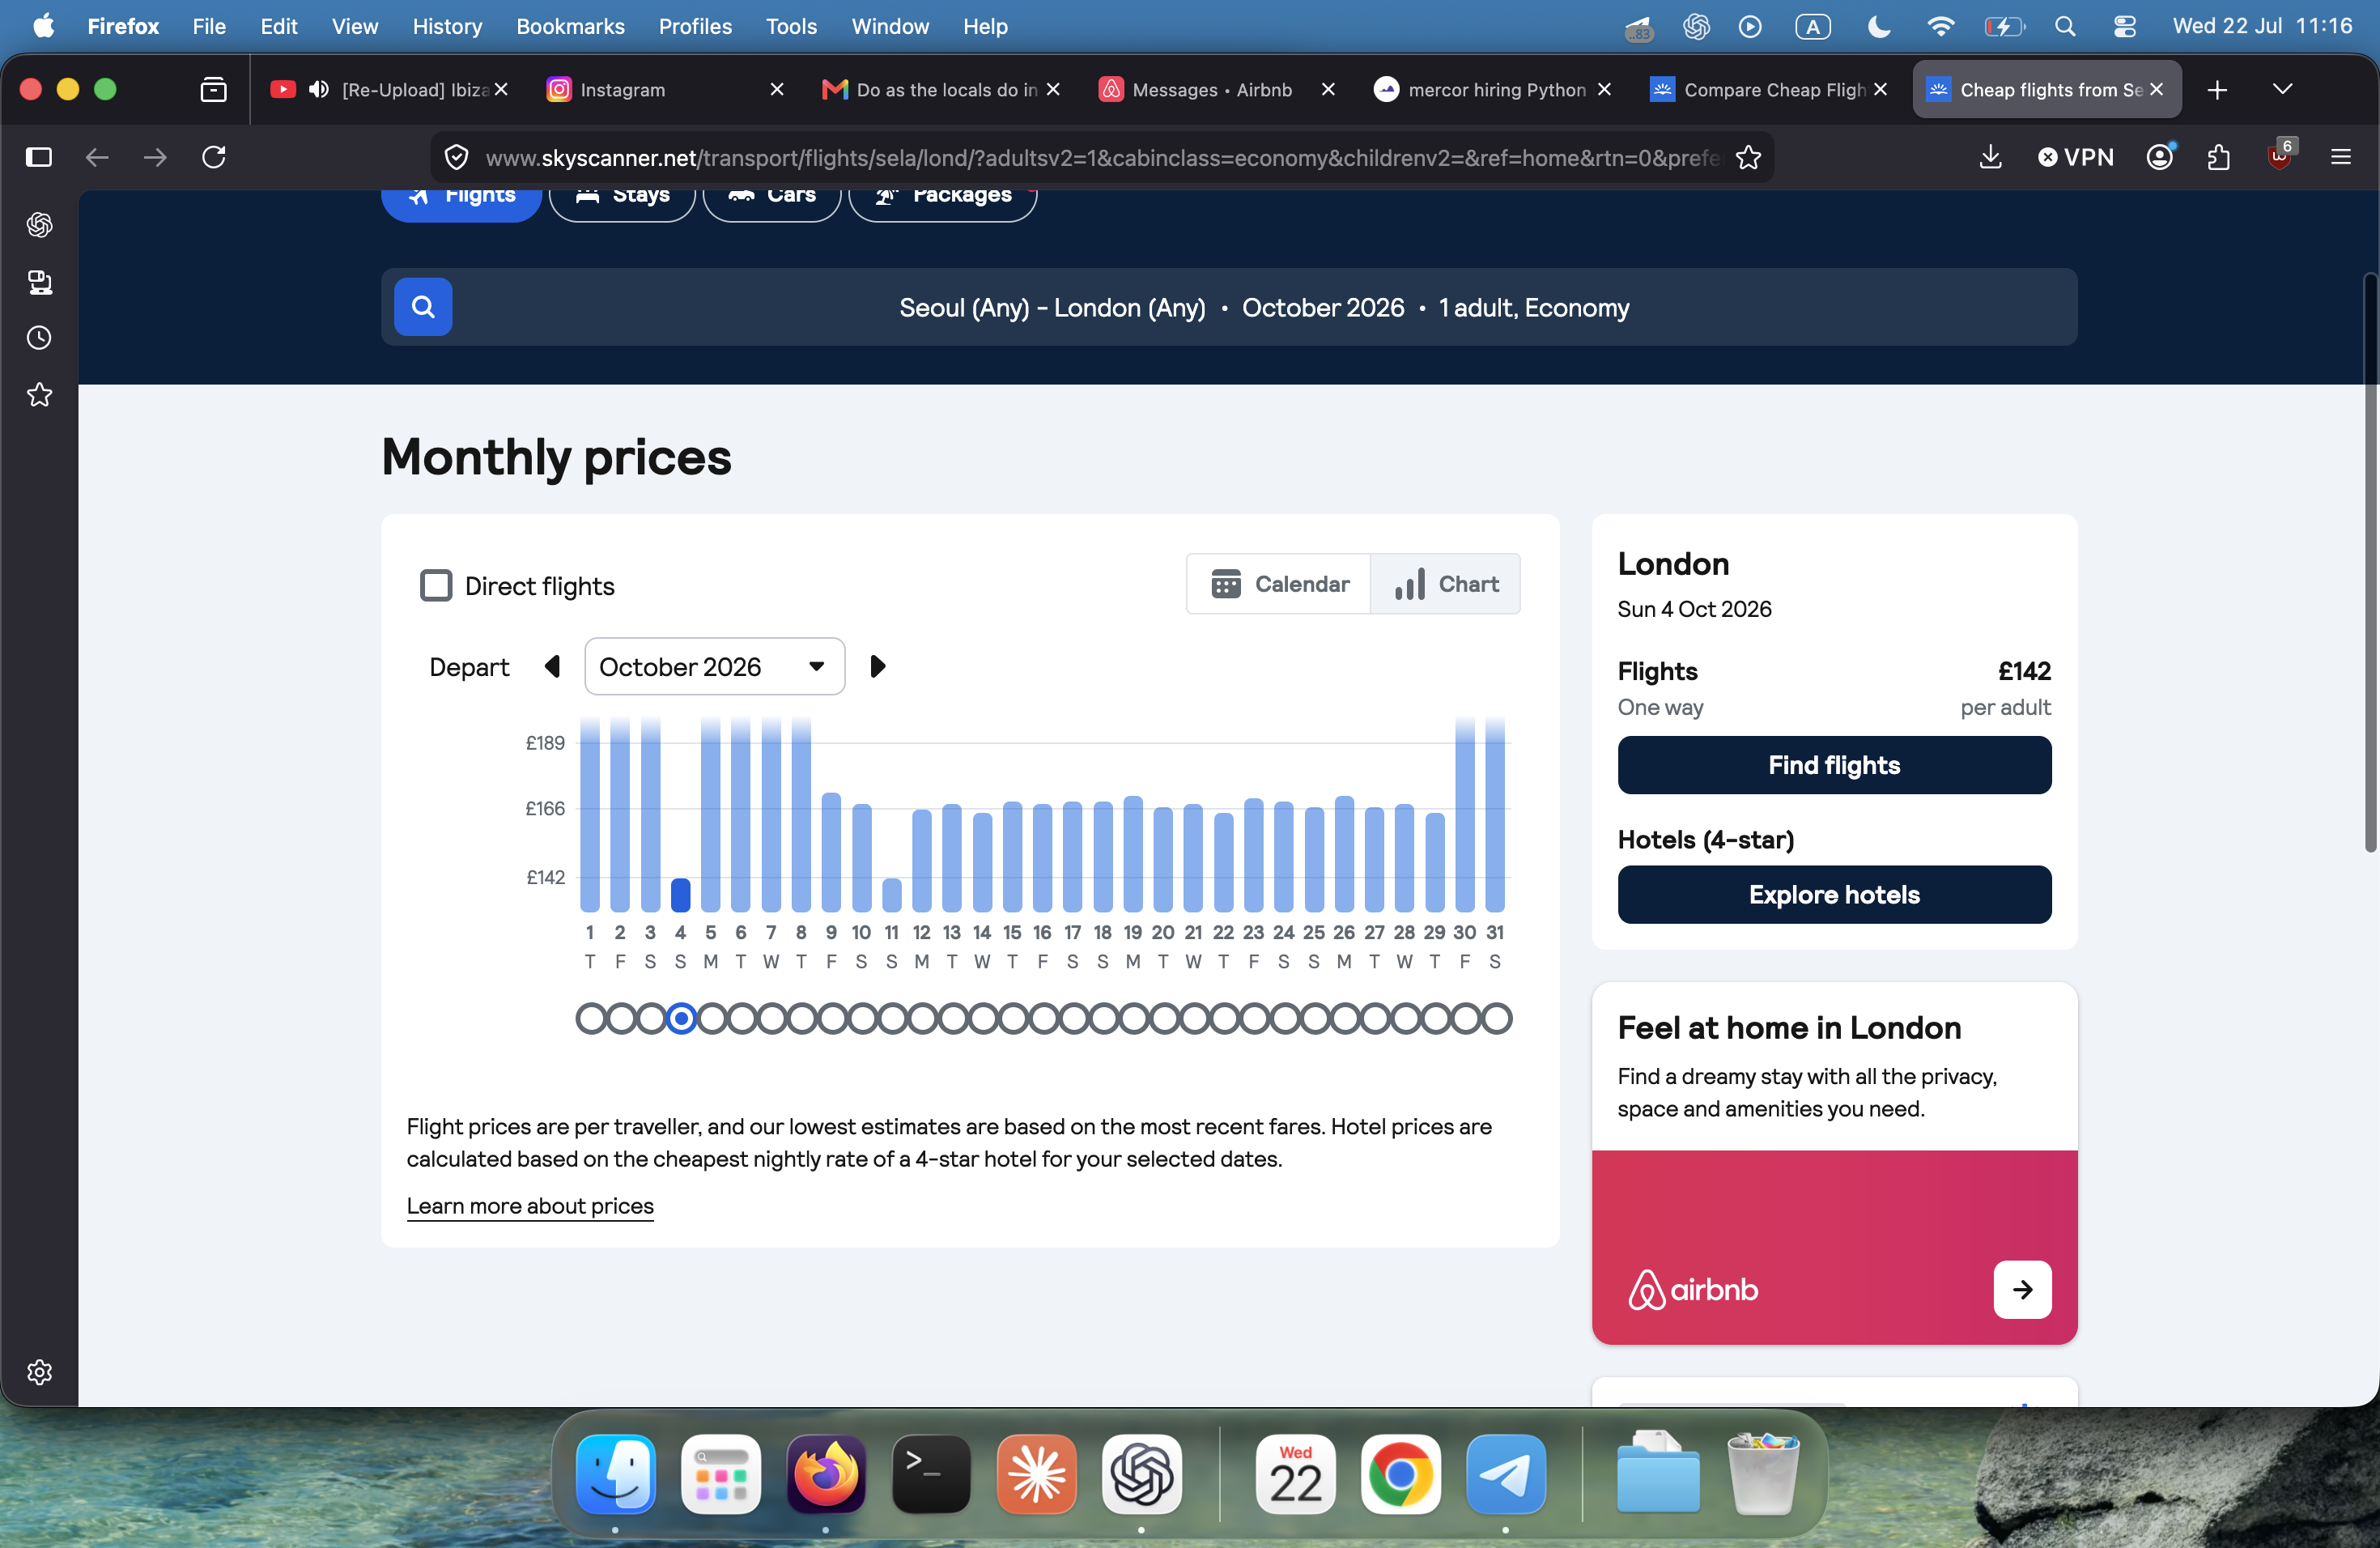 Firefox File Edit View History Bookmarks Profiles Tools Window Help ..83 A Wed 22 Jul 11:16
[Re-Upload] Ibiza Instagram Do as the locals do in Messages • Airbnb mercor hiring Python Compare Cheap Fligh Cheap flights from Se
www.skyscanner.net/transport/flights/sela/lond/?adultsv2=1&cabinclass=economy&childrenv2=&ref=home&rtn=0&prefe VPN 6
Flights Stays Cars Packages
Seoul (Any) – London (Any) • October 2026 • 1 adult, Economy
Monthly prices
Direct flights
Calendar Chart
Depart October 2026
£189
£166
£142
1 2 3 4 5 6 7 8 9 10 11 12 13 14 15 16 17 18 19 20 21 22 23 24 25 26 27 28 29 30 31
T F S S M T W T F S S M T W T F S S M T W T F S S M T W T F S
Flight prices are per traveller, and our lowest estimates are based on the most recent fares. Hotel prices are
calculated based on the cheapest nightly rate of a 4-star hotel for your selected dates.
Learn more about prices
London
Sun 4 Oct 2026
Flights £142
One way per adult
Find flights
Hotels (4-star)
Explore hotels
Feel at home in London
Find a dreamy stay with all the privacy,
space and amenities you need.
airbnb
>_
Wed
22